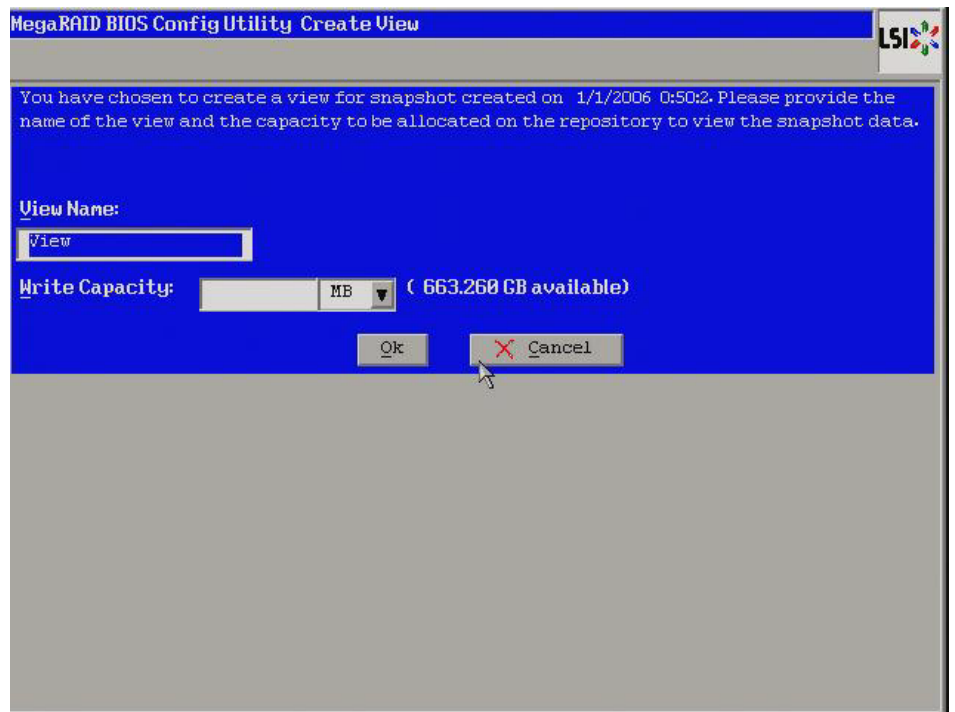 MegaRAID BIOS Config Utility Create View
LSI
You have chosen to create a view for snapshot created on 1/1/2006 0:50:2. Please provide the
name of the view and the capacity to be allocated on the repository to view the snapshot data.
View Name:
View
Write Capacity: MB ( 663.260 GB available)
Ok Cancel